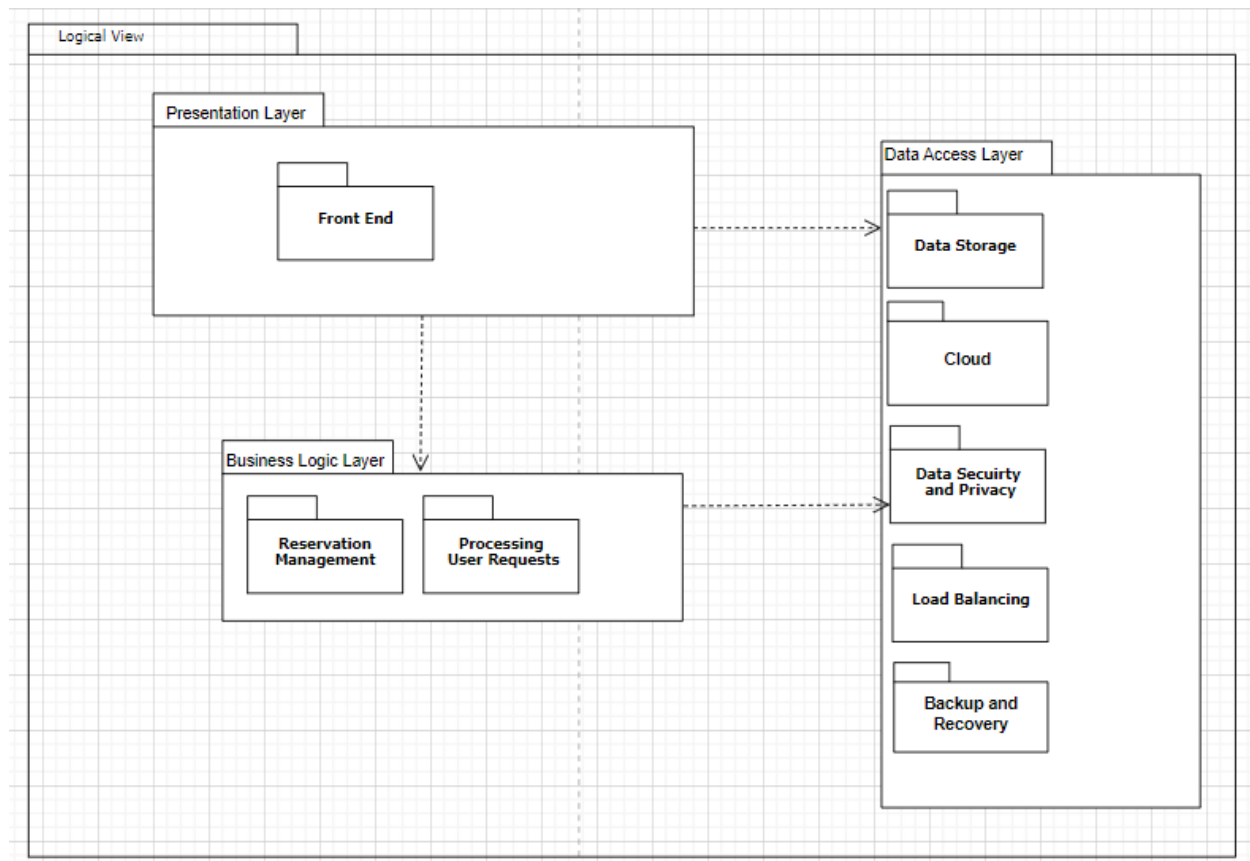 Logical View
Presentation Layer
Front End
Data Access Layer
Data Storage
Cloud
Data Secuirty
and Privacy
Load Balancing
Backup and
Recovery
Business Logic Layer
Reservation
Management
Processing
User Requests